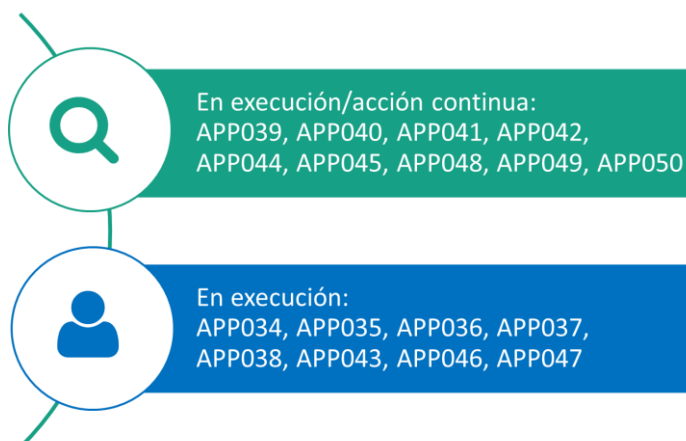 En execución/acción continua:
APP039, APP040, APP041, APP042,
APP044, APP045, APP048, APP049, APP050
En execución:
APP034, APP035, APP036, APP037,
APP038, APP043, APP046, APP047